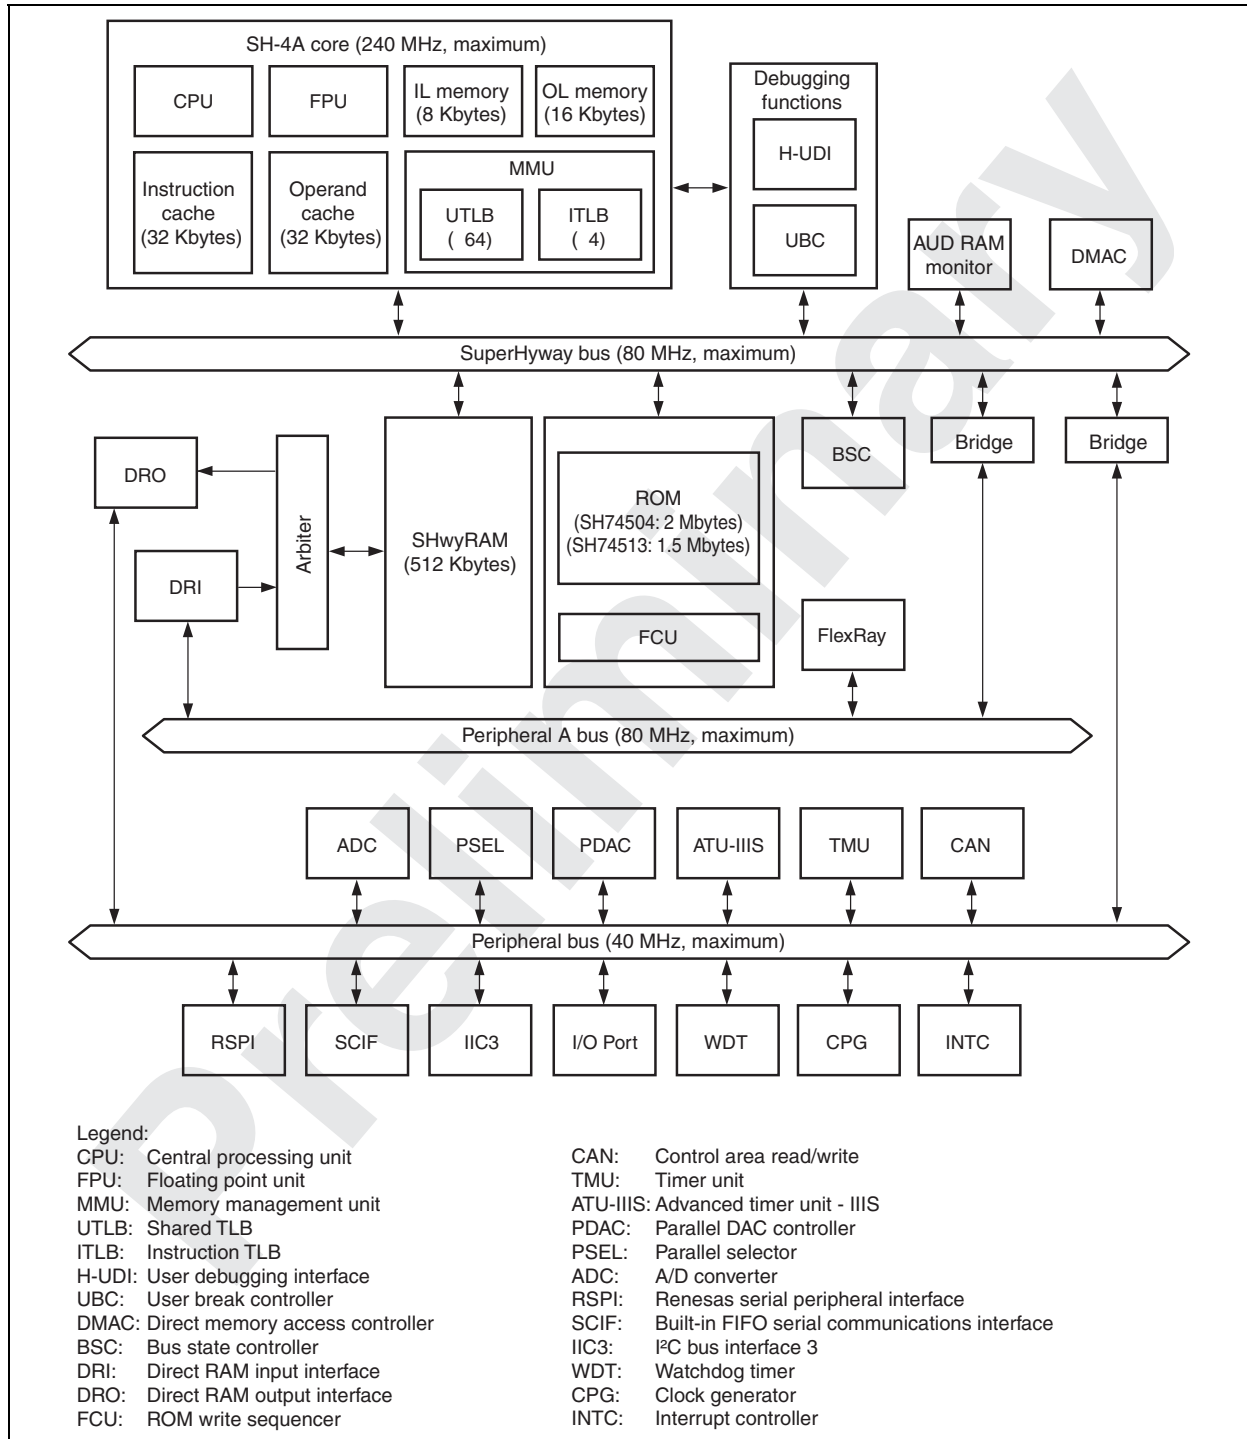 SH-4A core (240 MHz, maximum)
CPU
FPU
IL memory
(8 Kbytes)
OL memory
(16 Kbytes)
Instruction
cache
(32 Kbytes)
Operand
cache
(32 Kbytes)
MMU
UTLB
( 64)
ITLB
( 4)
Debugging
functions
H-UDI
UBC
AUD RAM
monitor
DMAC
SuperHyway bus (80 MHz, maximum)
DRO
DRI
Arbiter
SHwyRAM
(512 Kbytes)
ROM
(SH74504: 2 Mbytes)
(SH74513: 1.5 Mbytes)
FCU
BSC
Bridge
Bridge
FlexRay
Peripheral A bus (80 MHz, maximum)
ADC
PSEL
PDAC
ATU-IIIS
TMU
CAN
Peripheral bus (40 MHz, maximum)
RSPI
SCIF
IIC3
I/O Port
WDT
CPG
INTC
Legend:
CPU: Central processing unit
FPU: Floating point unit
MMU: Memory management unit
UTLB: Shared TLB
ITLB: Instruction TLB
H-UDI: User debugging interface
UBC: User break controller
DMAC: Direct memory access controller
BSC: Bus state controller
DRI: Direct RAM input interface
DRO: Direct RAM output interface
FCU: ROM write sequencer
CAN: Control area read/write
TMU: Timer unit
ATU-IIIS: Advanced timer unit - IIIS
PDAC: Parallel DAC controller
PSEL: Parallel selector
ADC: A/D converter
RSPI: Renesas serial peripheral interface
SCIF: Built-in FIFO serial communications interface
IIC3: I²C bus interface 3
WDT: Watchdog timer
CPG: Clock generator
INTC: Interrupt controller
Preliminary